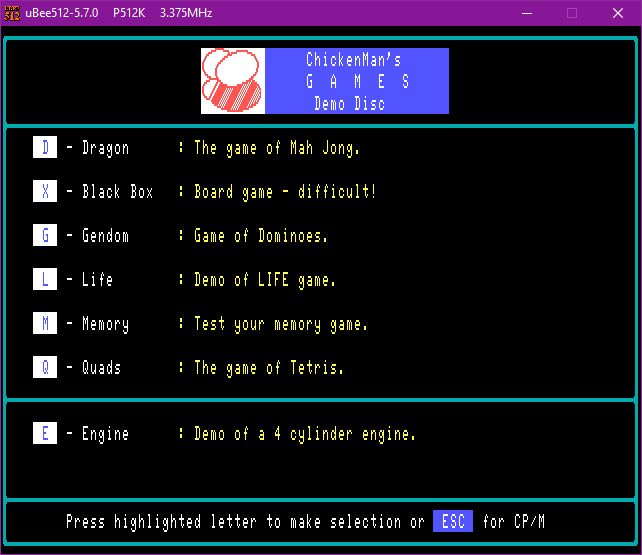 uBee512-5.7.0 P512K 3.375MHz
ChickenMan's
G A M E S
Demo Disc
D - Dragon : The game of Mah Jong.
X - Black Box : Board game - difficult!
G - Gendom : Game of Dominoes.
L - Life : Demo of LIFE game.
M - Memory : Test your memory game.
Q - Quads : The game of Tetris.
E - Engine : Demo of a 4 cylinder engine.
Press highlighted letter to make selection or ESC for CP/M